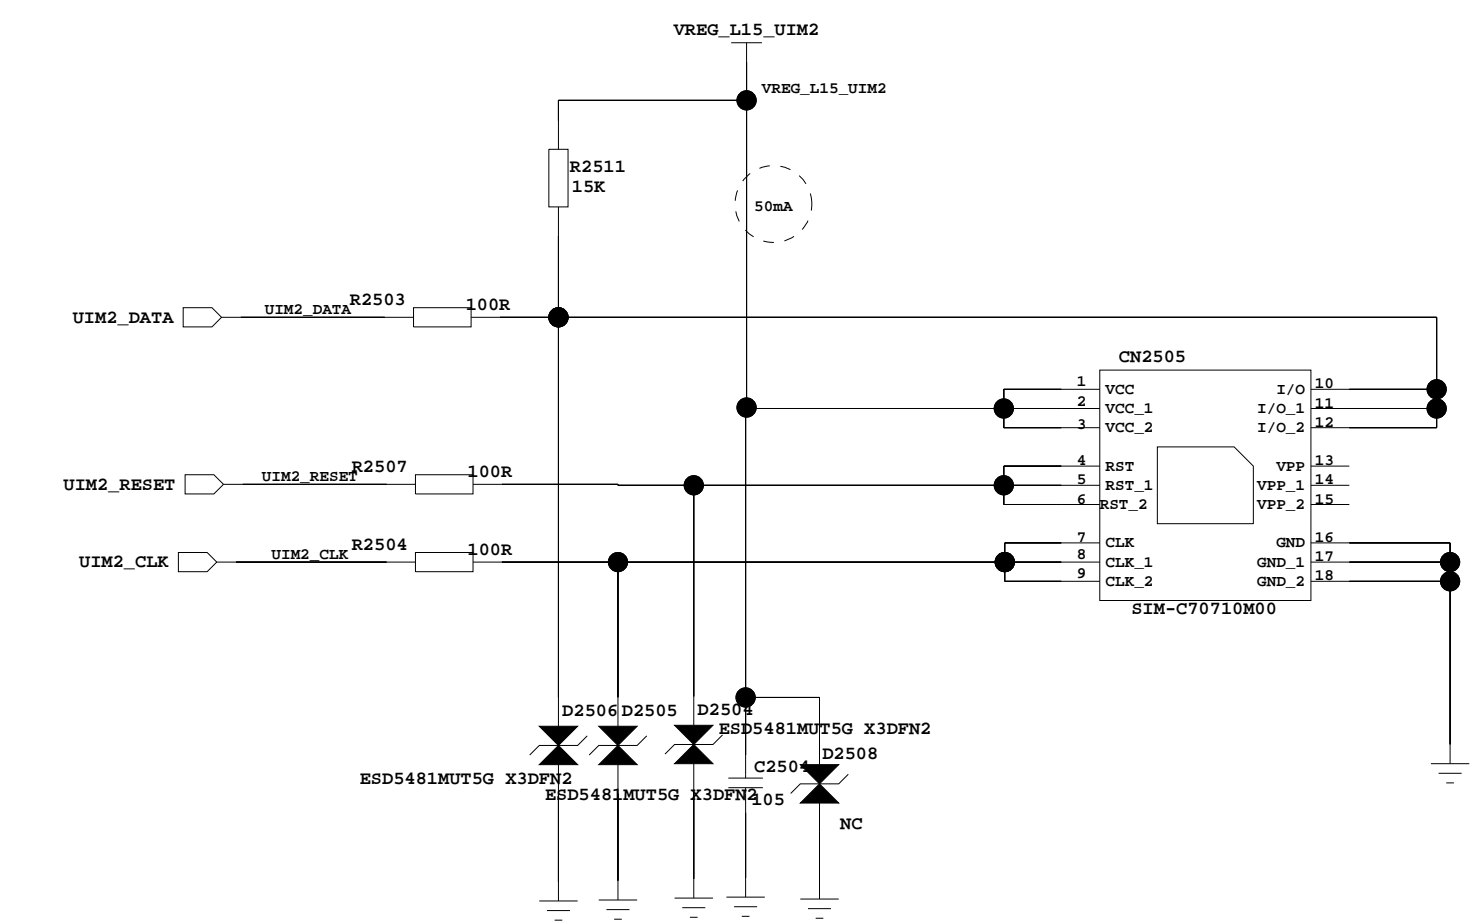 VREG_L15_UIM2
VREG_L15_UIM2
R2511
15K
50mA
UIM2_DATA
UIM2_DATA
R2503
100R
CN2505
1 VCC
2 VCC_1
3 VCC_2
I/O 10
I/O_1 11
I/O_2 12
UIM2_RESET
UIM2_RESET
R2507
100R
4 RST
5 RST_1
6 RST_2
VPP 13
VPP_1 14
VPP_2 15
UIM2_CLK
UIM2_CLK
R2504
100R
7 CLK
8 CLK_1
9 CLK_2
GND 16
GND_1 17
GND_2 18
SIM-C70710M00
D2506
D2505
D2504
ESD5481MUT5G X3DFN2
D2508
C2504
ESD5481MUT5G X3DFN2
ESD5481MUT5G X3DFN2
105
NC